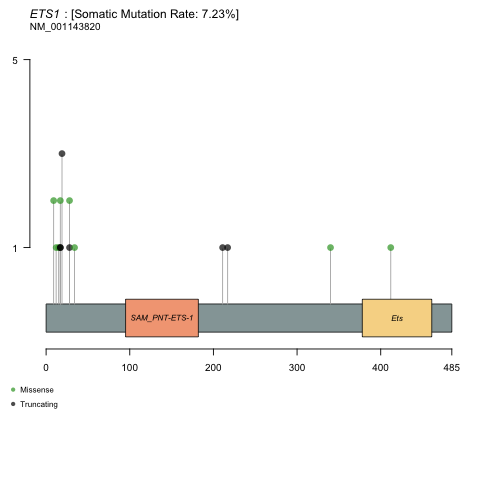 ETS1 : [Somatic Mutation Rate: 7.23%]
NM_001143820
5
1
SAM_PNT-ETS-1
Ets
0 100 200 300 400 485
Missense
Truncating